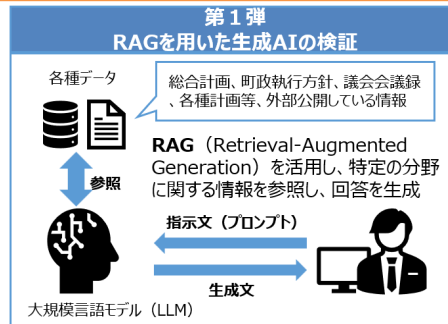 第１弾
RAGを用いた生成AIの検証
各種データ
総合計画、町政執行方針、議会会議録
、各種計画等、外部公開している情報
RAG（Retrieval-Augmented
Generation）を活用し、特定の分野
に関する情報を参照し、回答を生成
参照
指示文（プロンプト）
生成文
大規模言語モデル（LLM）